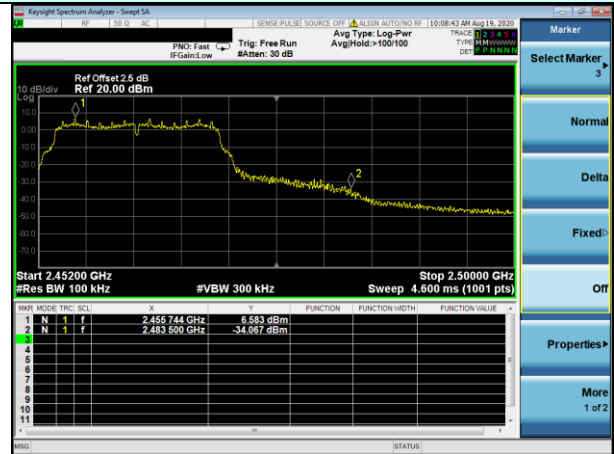 Keysight Spectrum Analyzer - Swept SA
RF 50 Ω AC SENSE:PULSE SOURCE OFF ALIGN AUTO/NO RF 10:08:43 AM Aug 19, 2020
PNO: Fast Trig: Free Run Avg Type: Log-Pwr TRACE 1 2 3 4 5 6
IFGain:Low #Atten: 30 dB Avg|Hold:>100/100 TYPE MMWWWW
DET P P N N N N
Ref Offset 2.5 dB
10 dB/div Ref 20.00 dBm
Log
1
10.0
0.00
-10.0
-20.0
2
-30.0
-40.0
-50.0
-60.0
-70.0
Start 2.45200 GHz Stop 2.50000 GHz
#Res BW 100 kHz #VBW 300 kHz Sweep 4.600 ms (1001 pts)
MKR MODE TRC SCL X Y FUNCTION FUNCTION WIDTH FUNCTION VALUE
1 N 1 f 2.455 744 GHz 6.583 dBm
2 N 1 f 2.483 500 GHz -34.067 dBm
3
4
5
6
7
8
9
10
11
MSG STATUS
Marker
Select Marker
3
Normal
Delta
Fixed
Off
Properties
More
1 of 2